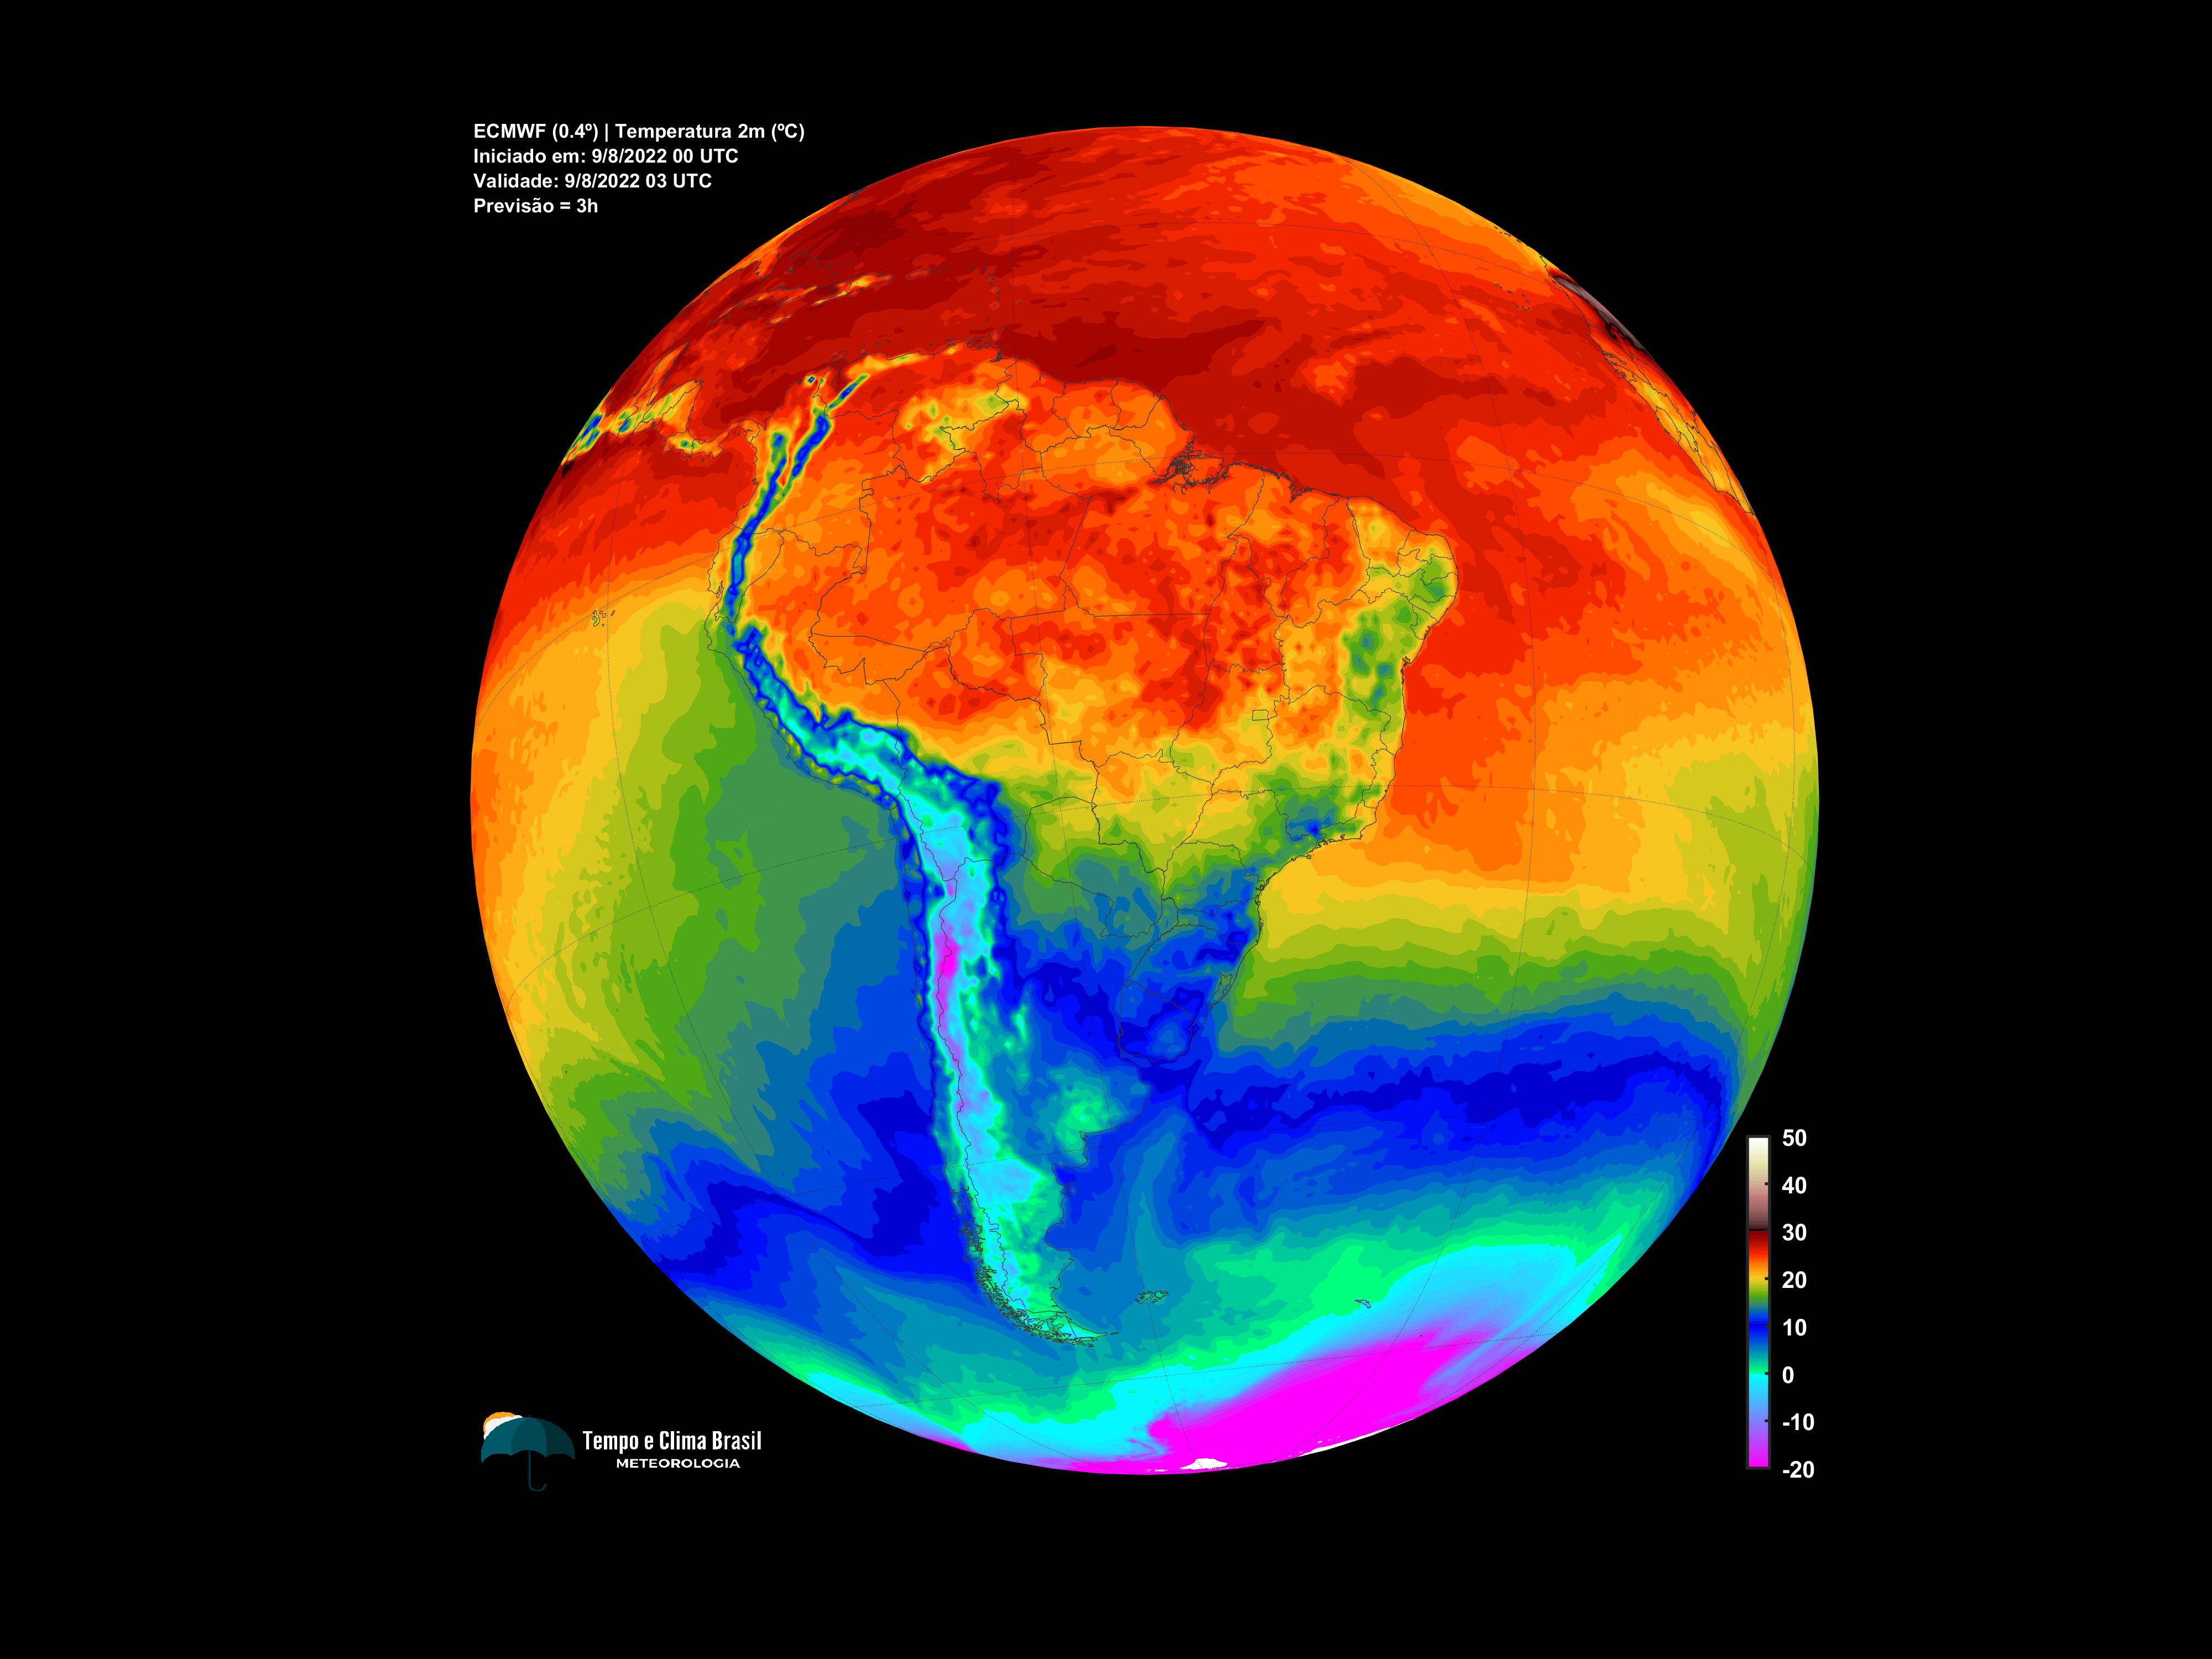 ECMWF (0.4º) | Temperatura 2m (ºC)
Iniciado em: 9/8/2022 00 UTC
Validade: 9/8/2022 03 UTC
Previsão = 3h
50
40
30
20
10
0
-10
-20
Tempo e Clima Brasil
METEOROLOGIA